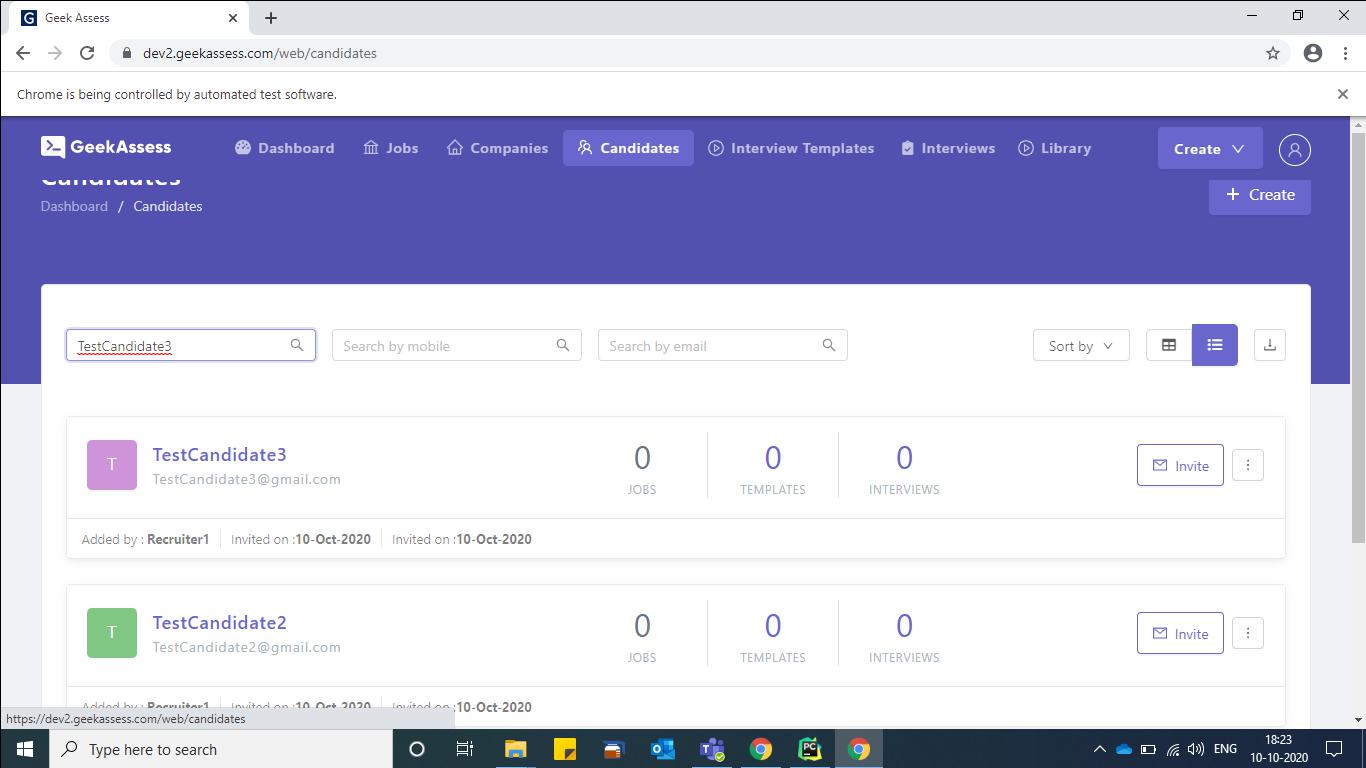 Geek Assess
dev2.geekassess.com/web/candidates
Chrome is being controlled by automated test software.
GeekAssess Dashboard Jobs Companies Candidates Interview Templates Interviews Library Create
Candidates
Dashboard / Candidates + Create
TestCandidate3 Search by mobile Search by email Sort by
T TestCandidate3 0 0 0 Invite
TestCandidate3@gmail.com JOBS TEMPLATES INTERVIEWS
Added by : Recruiter1 Invited on :10-Oct-2020 Invited on :10-Oct-2020
T TestCandidate2 0 0 0 Invite
TestCandidate2@gmail.com JOBS TEMPLATES INTERVIEWS
Added by : Recruiter1 Invited on :10-Oct-2020 Invited on :10-Oct-2020
https://dev2.geekassess.com/web/candidates
Type here to search ENG 18:23
10-10-2020